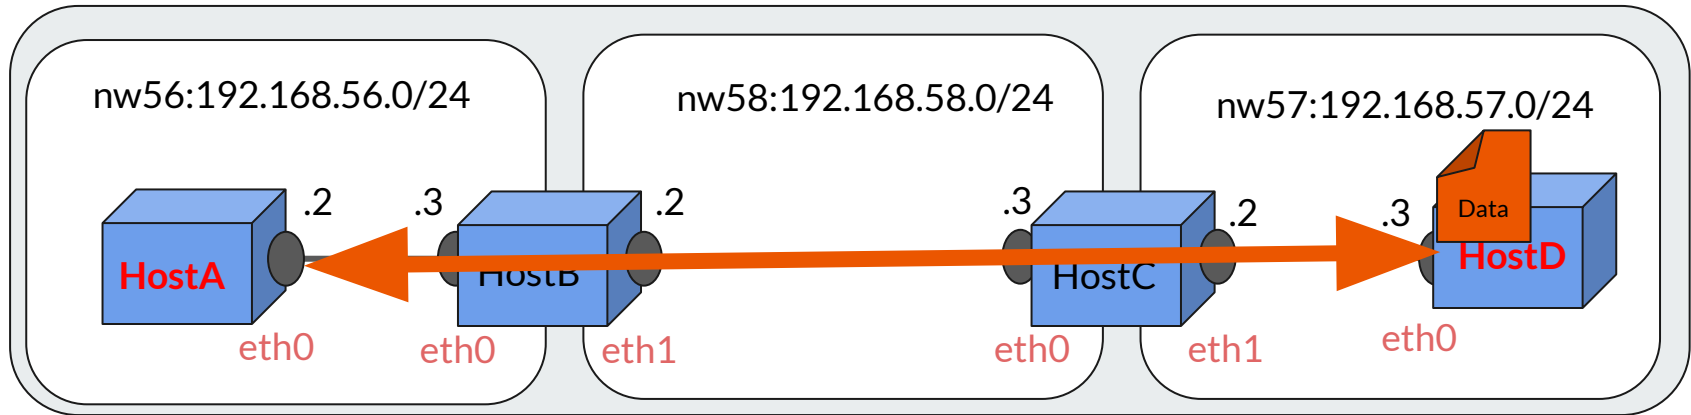 nw56:192.168.56.0/24
nw58:192.168.58.0/24
nw57:192.168.57.0/24
.2
.3
.2
.3
.2
.3
Data
HostA
HostB
HostC
HostD
eth0
eth0
eth1
eth0
eth1
eth0